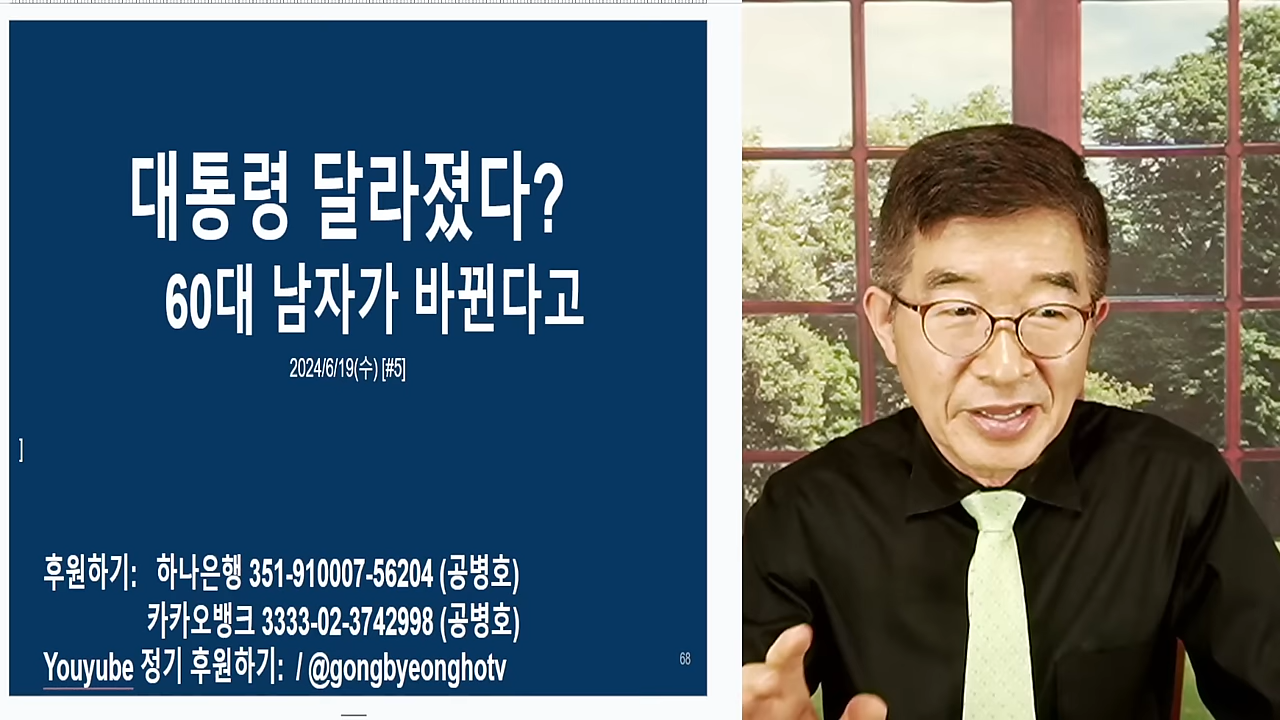 대통령 달라졌다?
60대 남자가 바뀐다고
2024/6/19(수) [#5]
]
후원하기: 하나은행 351-910007-56204 (공병호)
카카오뱅크 3333-02-3742998 (공병호)
Youyube 정기 후원하기: / @gongbyeonghotv
68